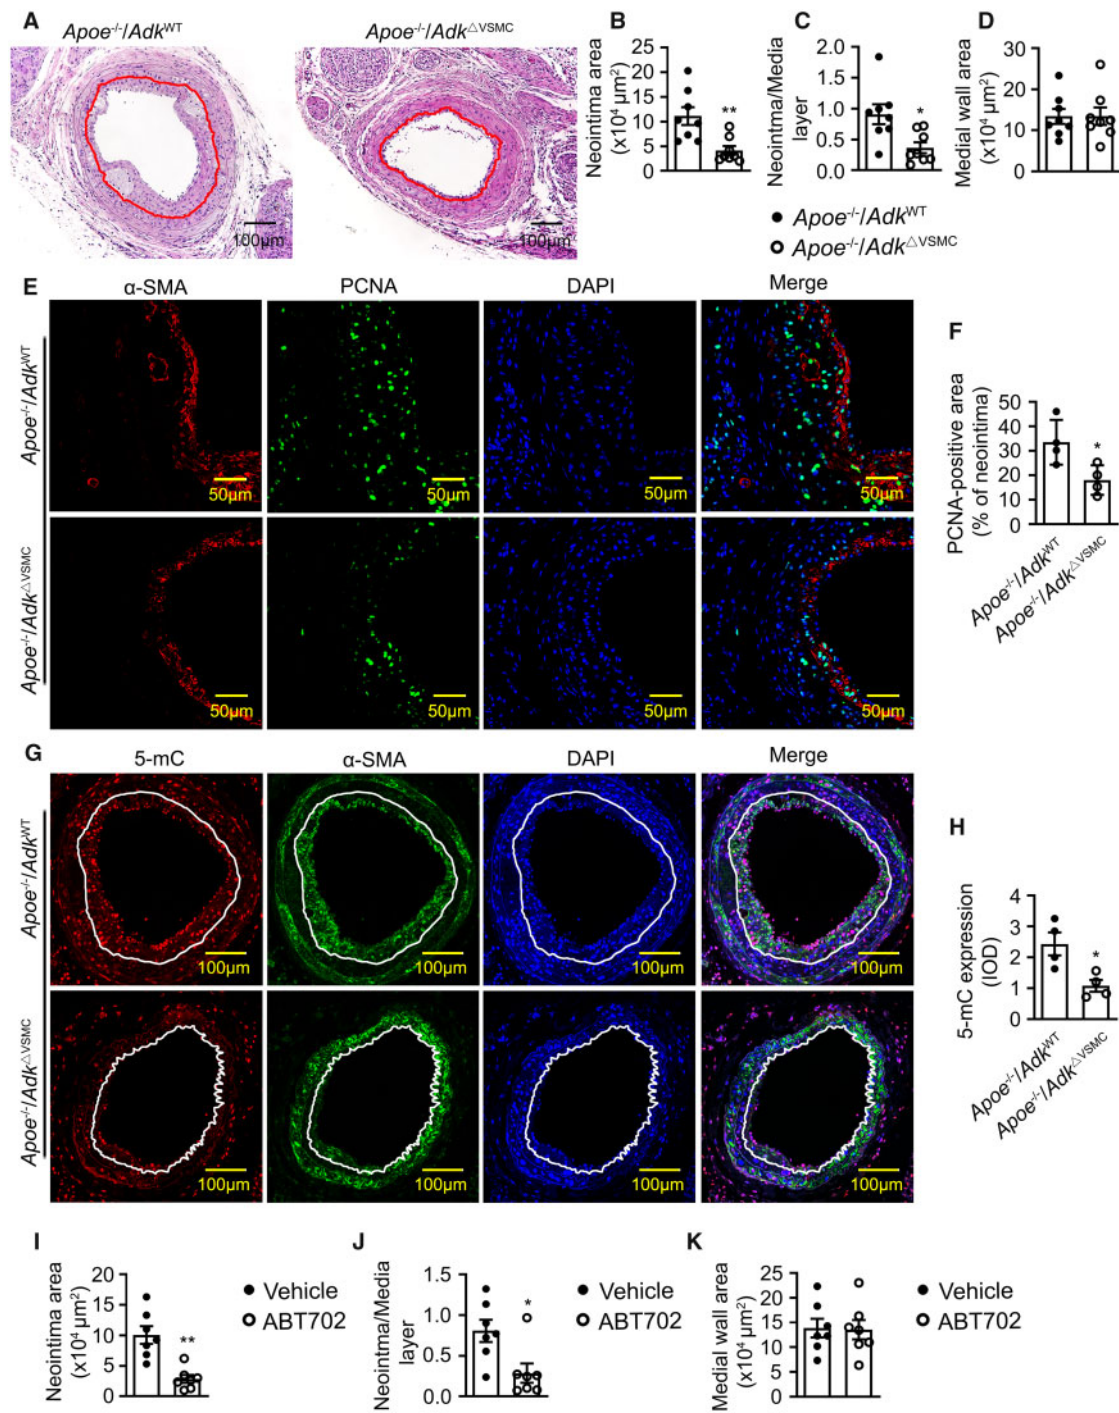 A
Apoe-/-/AdkWT
Apoe-/-/Adk△VSMC
100μm
100μm
B
Neointima area
(x10⁴ μm²)
25
20
15
10
5
0
**
C
Neointma/Media
layer
2.0
1.5
1.0
0.5
0.0
*
D
Medial wall area
(x10⁴ μm²)
30
20
10
0
Apoe-/-/AdkWT
Apoe-/-/Adk△VSMC
E
α-SMA
PCNA
DAPI
Merge
Apoe-/-/AdkWT
50μm
50μm
50μm
50μm
Apoe-/-/Adk△VSMC
50μm
50μm
50μm
50μm
F
PCNA-positive area
(% of neointima)
50
40
30
20
10
0
*
Apoe-/-/AdkWT
Apoe-/-/Adk△VSMC
G
5-mC
α-SMA
DAPI
Merge
Apoe-/-/AdkWT
100μm
100μm
100μm
100μm
Apoe-/-/Adk△VSMC
100μm
100μm
100μm
100μm
H
5-mC expression
(IOD)
4
3
2
1
0
*
Apoe-/-/AdkWT
Apoe-/-/Adk△VSMC
I
Neointima area
(x10⁴ μm²)
20
15
10
5
0
**
Vehicle
ABT702
J
Neointma/Media
layer
1.5
1.0
0.5
0.0
*
Vehicle
ABT702
K
Medial wall area
(x10⁴ μm²)
25
20
15
10
5
0
Vehicle
ABT702